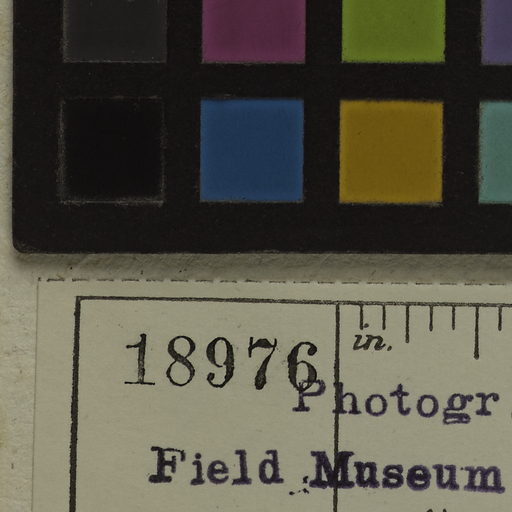 in.
18976
Photogr
Field Museum